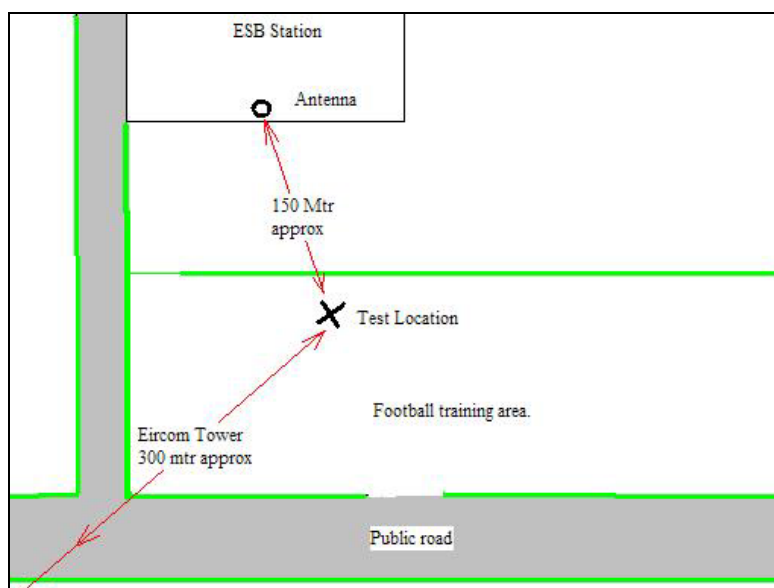 ESB Station
Antenna
150 Mtr
approx
Test Location
Football training area.
Eircom Tower
300 mtr approx
Public road